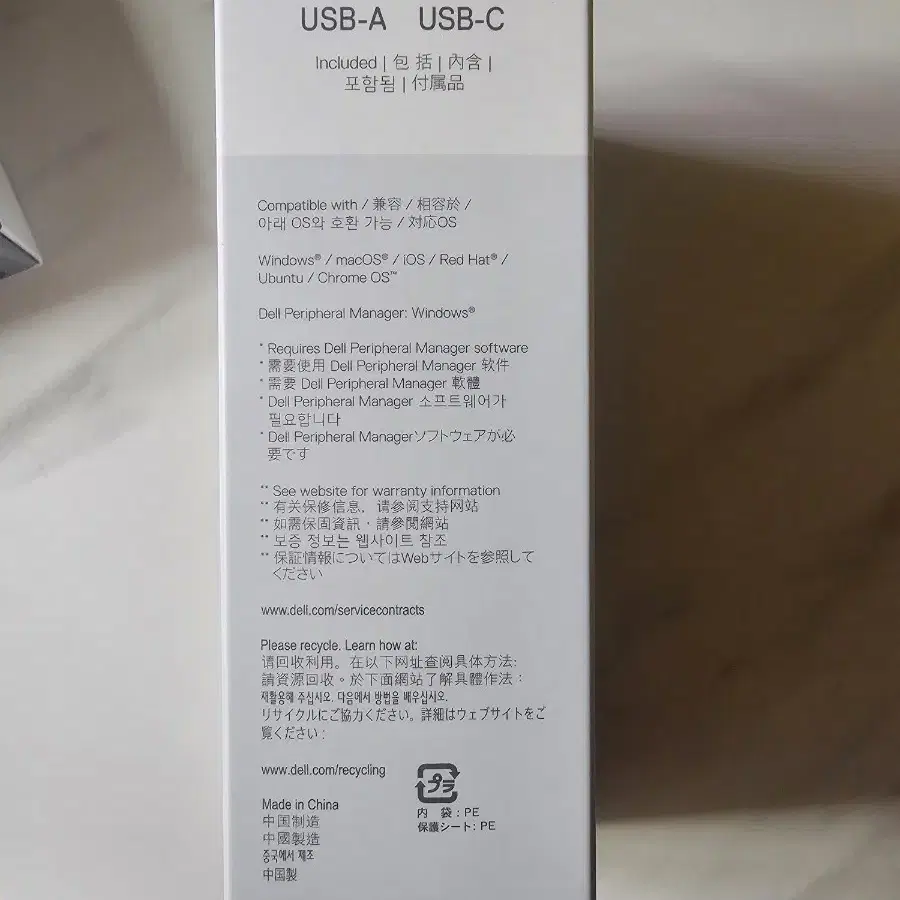 USB-A USB-C
Included | 包括 | 內含 |
포함됨 | 付属品
Compatible with / 兼容 / 相容於 /
아래 OS와 호환 가능 / 対応OS
Windows® / macOS® / iOS / Red Hat® /
Ubuntu / Chrome OS™
Dell Peripheral Manager: Windows®
* Requires Dell Peripheral Manager software
* 需要使用 Dell Peripheral Manager 软件
* 需要 Dell Peripheral Manager 軟體
* Dell Peripheral Manager 소프트웨어가
필요합니다
* Dell Peripheral Managerソフトウェアが必
要です
** See website for warranty information
** 有关保修信息，请参阅支持网站
** 如需保固資訊，請參閱網站
** 보증 정보는 웹사이트 참조
** 保証情報についてはWebサイトを参照して
ください
www.dell.com/servicecontracts
Please recycle. Learn how at:
请回收利用。在以下网址查阅具体方法:
請資源回收。於下面網站了解具體作法：
재활용해 주십시오. 다음에서 방법을 배우십시오.
リサイクルにご協力ください。詳細はウェブサイトをご
覧ください：
www.dell.com/recycling
プラ
内 袋 : PE
保護シート: PE
Made in China
中国制造
中國製造
중국에서 제조
中国製